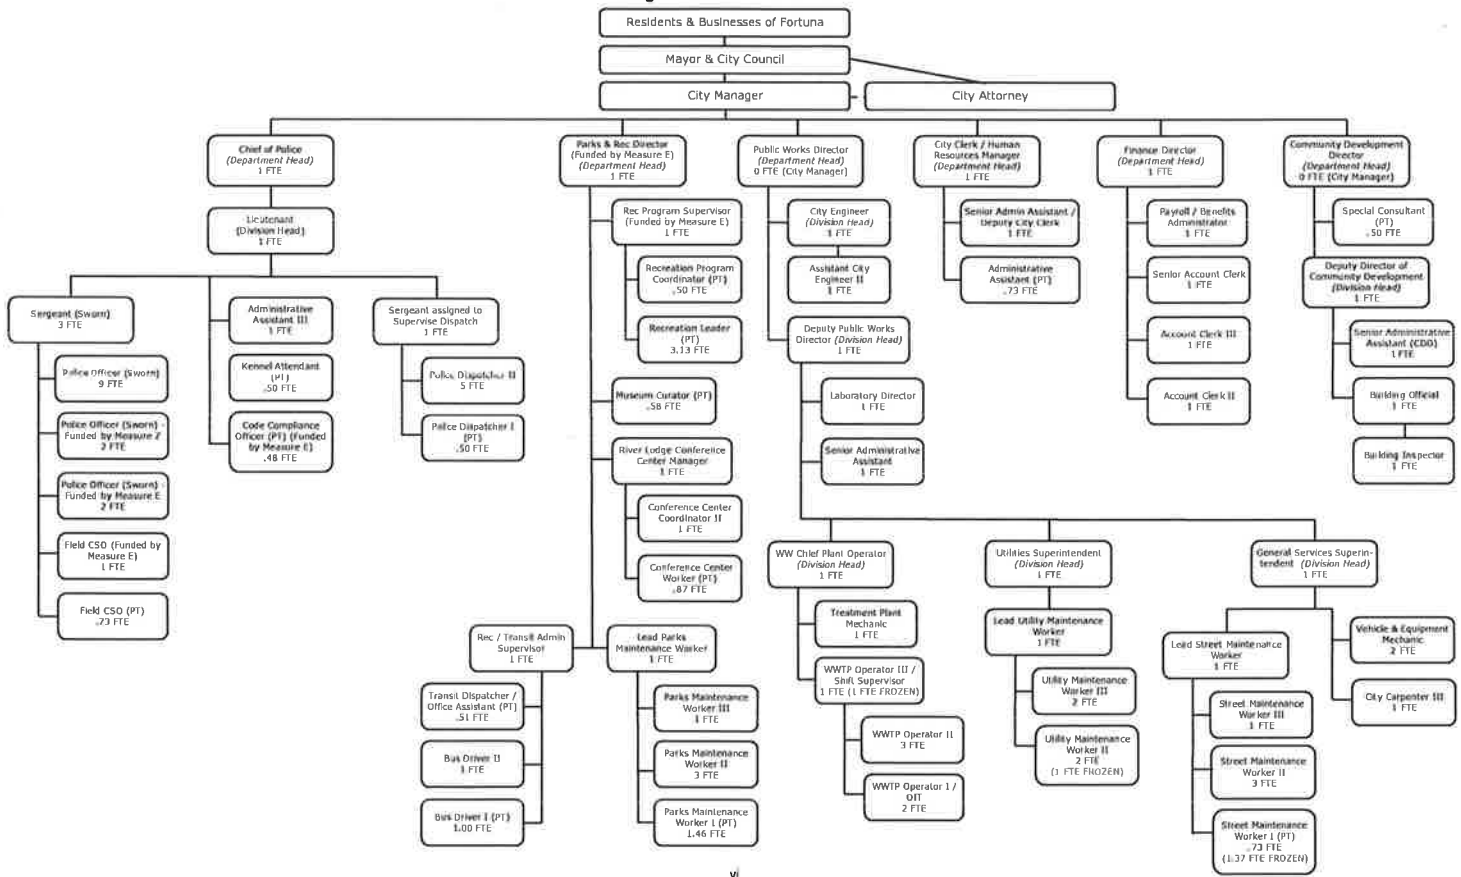 Residents & Businesses of Fortuna
Mayor & City Council
City Manager
City Attorney
Chief of Police
(Department Head)
1 FTE
Lieutenant
(Division Head)
1 FTE
Sergeant (Sworn)
3 FTE
Police Officer (Sworn)
9 FTE
Police Officer (Sworn) -
Funded by Measure Z
2 FTE
Police Officer (Sworn) -
Funded by Measure E
2 FTE
Field CSO (Funded by
Measure E)
1 FTE
Field CSO (PT)
.73 FTE
Administrative
Assistant III
1 FTE
Kennel Attendant
(PT)
.50 FTE
Code Compliance
Officer (PT) (Funded
by Measure E)
.48 FTE
Sergeant assigned to
Supervise Dispatch
1 FTE
Police Dispatcher II
5 FTE
Police Dispatcher I
(PT)
.50 FTE
Parks & Rec Director
(Funded by Measure E)
(Department Head)
1 FTE
Rec Program Supervisor
(Funded by Measure E)
1 FTE
Recreation Program
Coordinator (PT)
.50 FTE
Recreation Leader
(PT)
3.13 FTE
Museum Curator (PT)
.58 FTE
River Lodge Conference
Center Manager
1 FTE
Conference Center
Coordinator II
1 FTE
Conference Center
Worker (PT)
.87 FTE
Rec / Transit Admin
Supervisor
1 FTE
Transit Dispatcher /
Office Assistant (PT)
.51 FTE
Bus Driver II
1 FTE
Bus Driver I (PT)
1.00 FTE
Lead Parks
Maintenance Worker
1 FTE
Parks Maintenance
Worker III
1 FTE
Parks Maintenance
Worker II
3 FTE
Parks Maintenance
Worker I (PT)
1.46 FTE
Public Works Director
(Department Head)
0 FTE (City Manager)
City Engineer
(Division Head)
1 FTE
Assistant City
Engineer II
1 FTE
Deputy Public Works
Director (Division Head)
1 FTE
Laboratory Director
1 FTE
Senior Administrative
Assistant
1 FTE
WW Chief Plant Operator
(Division Head)
1 FTE
Treatment Plant
Mechanic
1 FTE
WWTP Operator III /
Shift Supervisor
1 FTE (1 FTE FROZEN)
WWTP Operator II
3 FTE
WWTP Operator I /
OIT
2 FTE
Utilities Superintendent
(Division Head)
1 FTE
Lead Utility Maintenance
Worker
1 FTE
Utility Maintenance
Worker III
2 FTE
Utility Maintenance
Worker II
2 FTE
(1 FTE FROZEN)
General Services Superin-
tendent (Division Head)
1 FTE
Lead Street Maintenance
Worker
1 FTE
Street Maintenance
Worker III
1 FTE
Street Maintenance
Worker II
3 FTE
Street Maintenance
Worker I (PT)
.73 FTE
(1.37 FTE FROZEN)
Vehicle & Equipment
Mechanic
2 FTE
City Carpenter III
1 FTE
City Clerk / Human
Resources Manager
(Department Head)
1 FTE
Senior Admin Assistant /
Deputy City Clerk
1 FTE
Administrative
Assistant (PT)
.73 FTE
Finance Director
(Department Head)
1 FTE
Payroll / Benefits
Administrator
1 FTE
Senior Account Clerk
1 FTE
Account Clerk III
1 FTE
Account Clerk II
1 FTE
Community Development
Director
(Department Head)
0 FTE (City Manager)
Special Consultant
(PT)
.50 FTE
Deputy Director of
Community Development
(Division Head)
1 FTE
Senior Administrative
Assistant (CDD)
1 FTE
Building Official
1 FTE
Building Inspector
1 FTE
vi